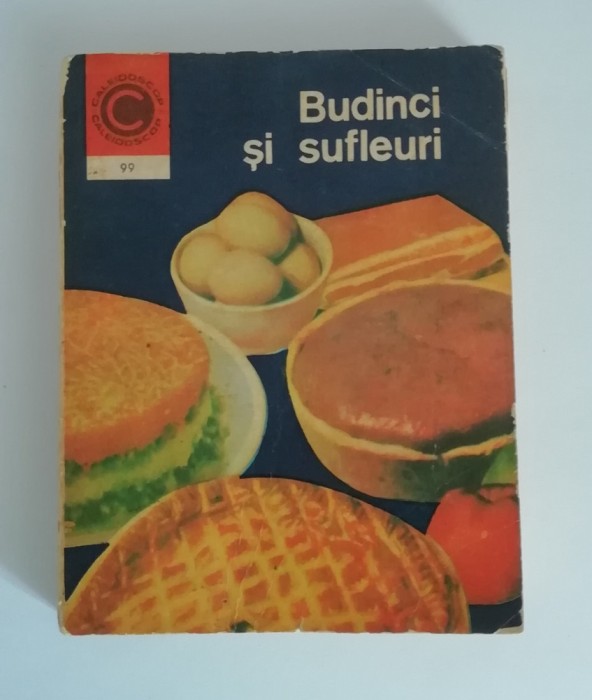 CALEIDOSCOP
CALEIDOSCOP
99
Budinci
și sufleuri